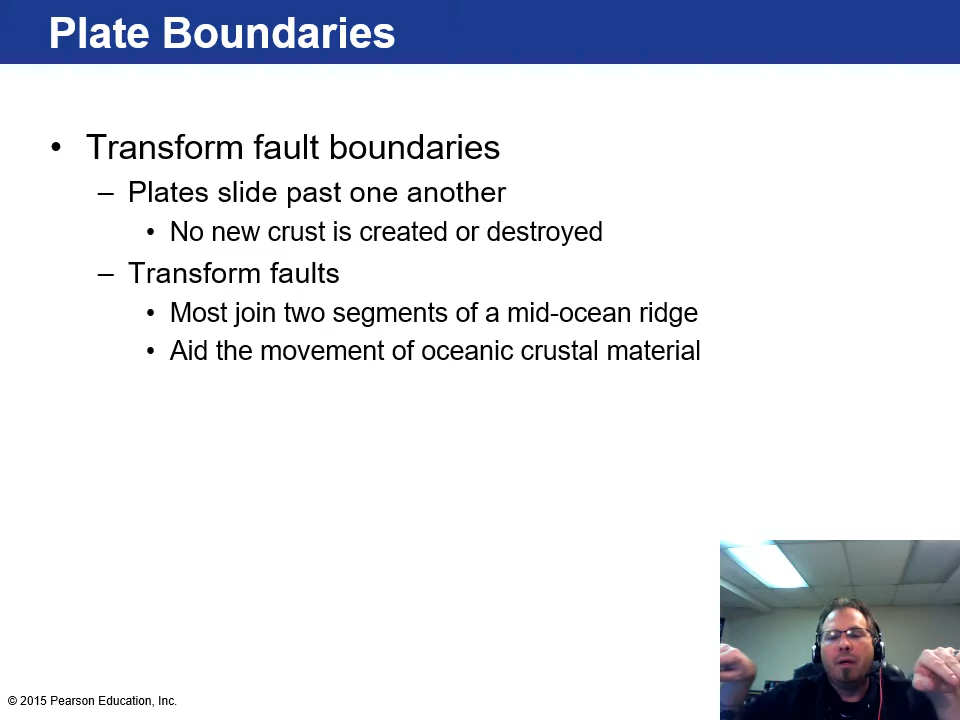 Plate Boundaries
• Transform fault boundaries
– Plates slide past one another
• No new crust is created or destroyed
– Transform faults
• Most join two segments of a mid-ocean ridge
• Aid the movement of oceanic crustal material
© 2015 Pearson Education, Inc.